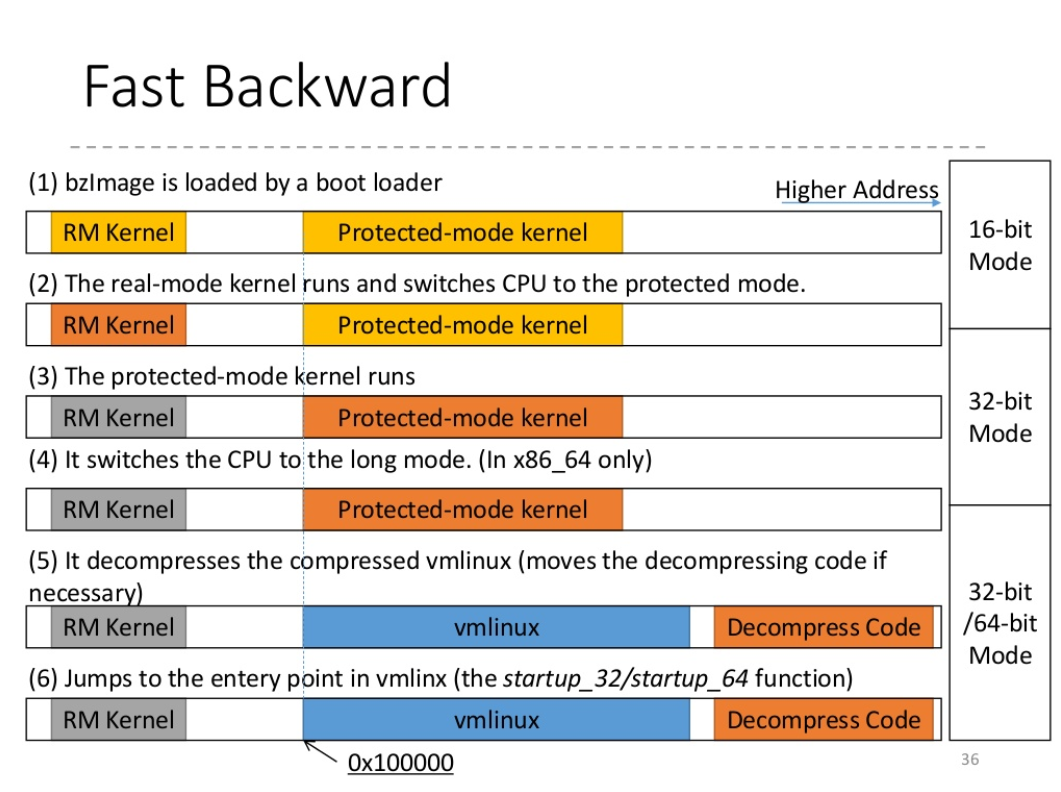 Fast Backward
(1) bzImage is loaded by a boot loader
Higher Address
RM Kernel
Protected-mode kernel
16-bit
Mode
(2) The real-mode kernel runs and switches CPU to the protected mode.
RM Kernel
Protected-mode kernel
(3) The protected-mode kernel runs
RM Kernel
Protected-mode kernel
32-bit
Mode
(4) It switches the CPU to the long mode. (In x86_64 only)
RM Kernel
Protected-mode kernel
(5) It decompresses the compressed vmlinux (moves the decompressing code if
necessary)
RM Kernel
vmlinux
Decompress Code
32-bit
/64-bit
Mode
(6) Jumps to the entery point in vmlinx (the startup_32/startup_64 function)
RM Kernel
vmlinux
Decompress Code
0x100000
36